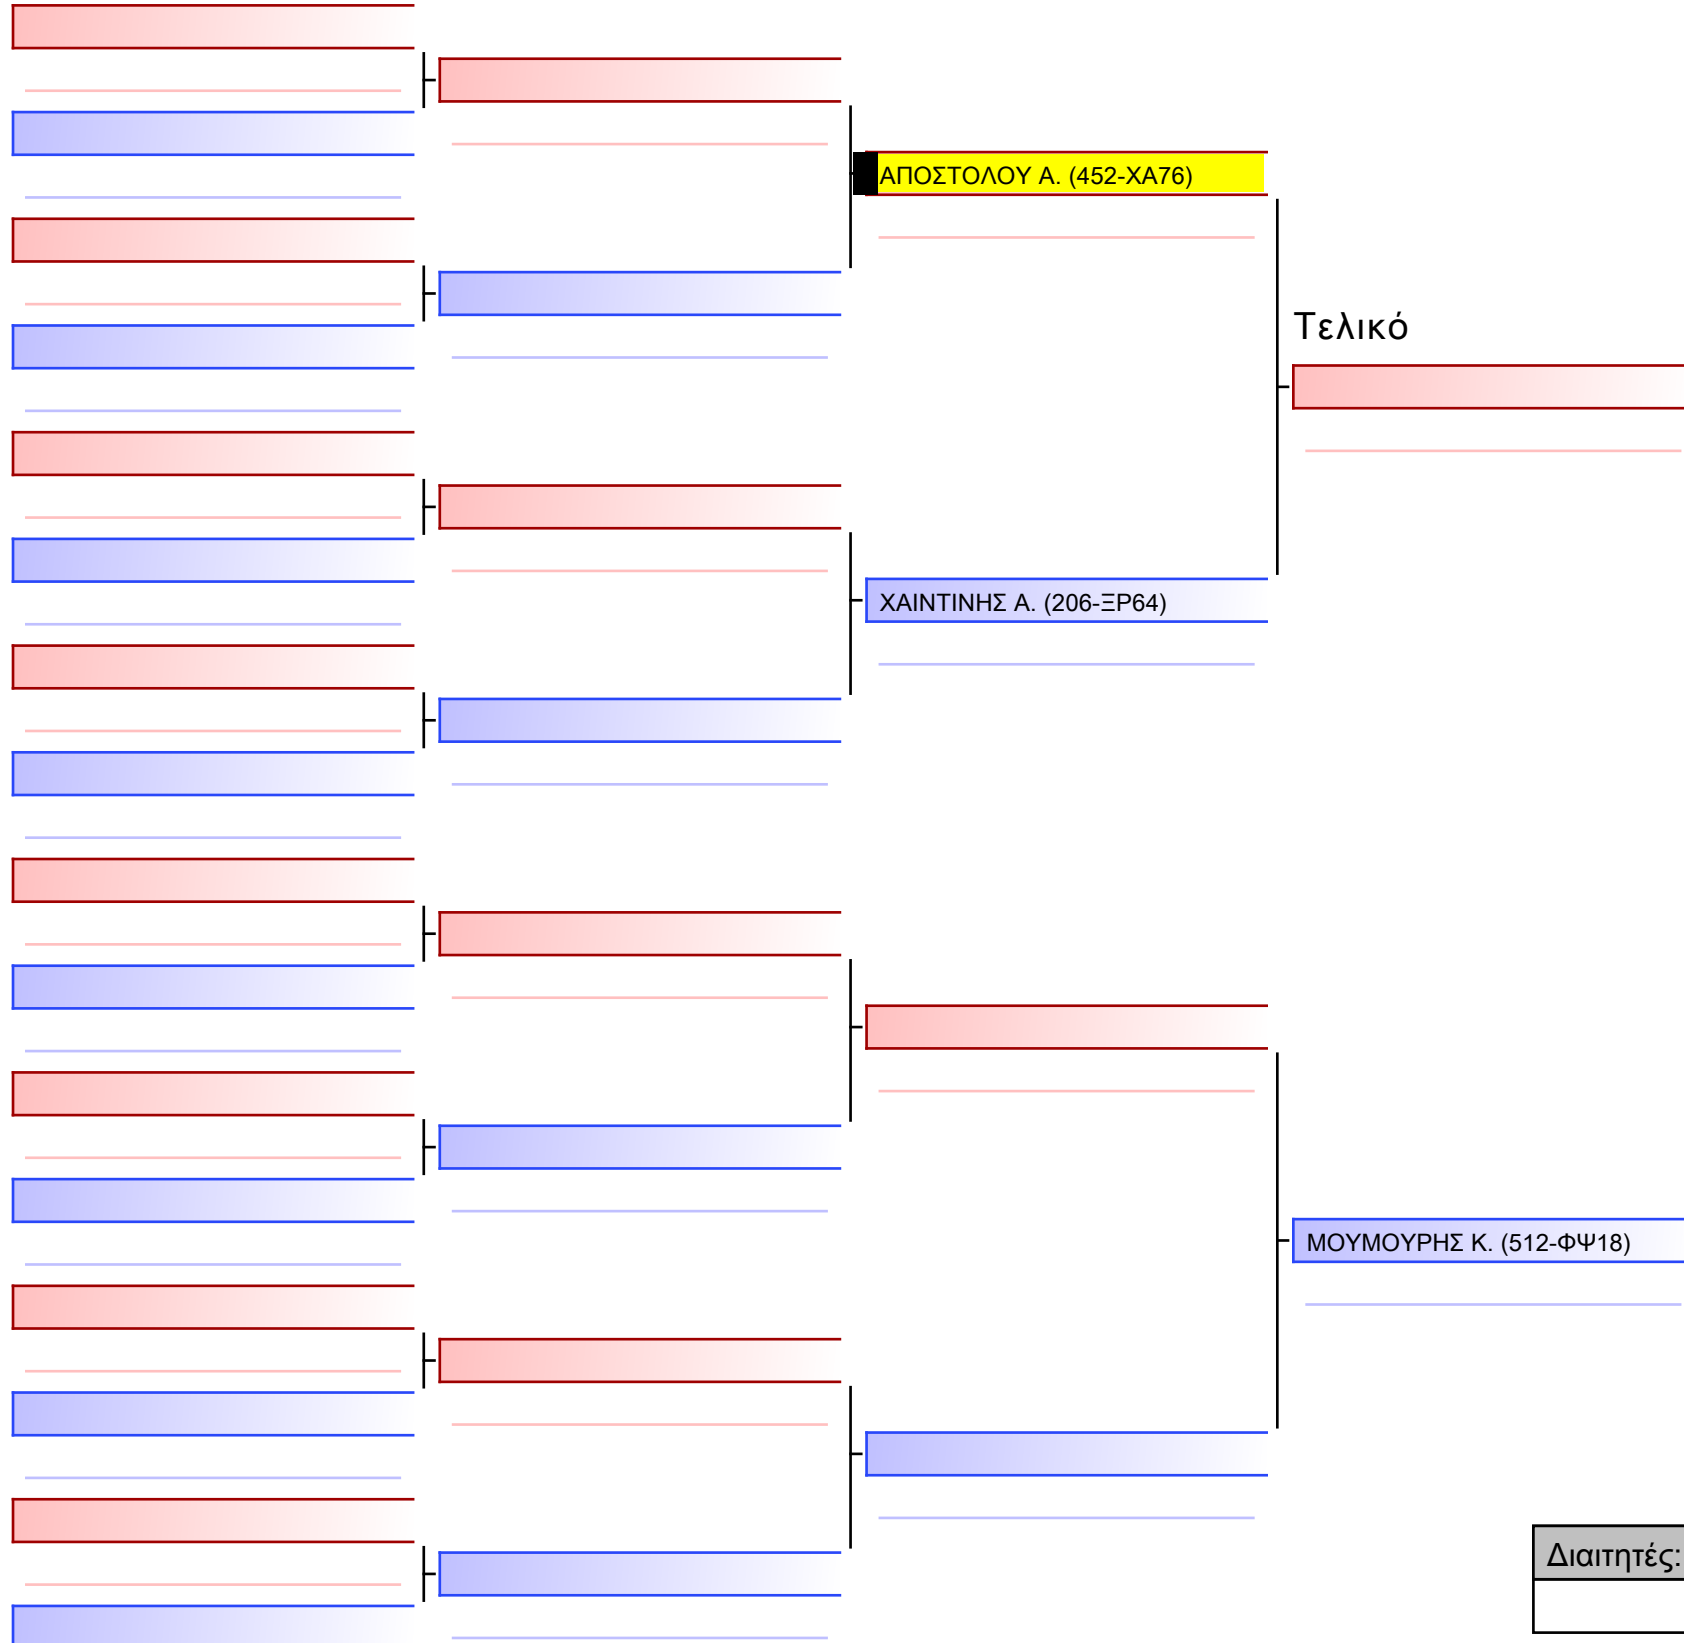 ΑΠΟΣΤΟΛΟΥ Α. (452-ΧΑ76)
Τελικό
ΧΑΙΝΤΙΝΗΣ Α. (206-ΞΡ64)
ΜΟΥΜΟΥΡΗΣ Κ. (512-ΦΨ18)
Διαιτητές: